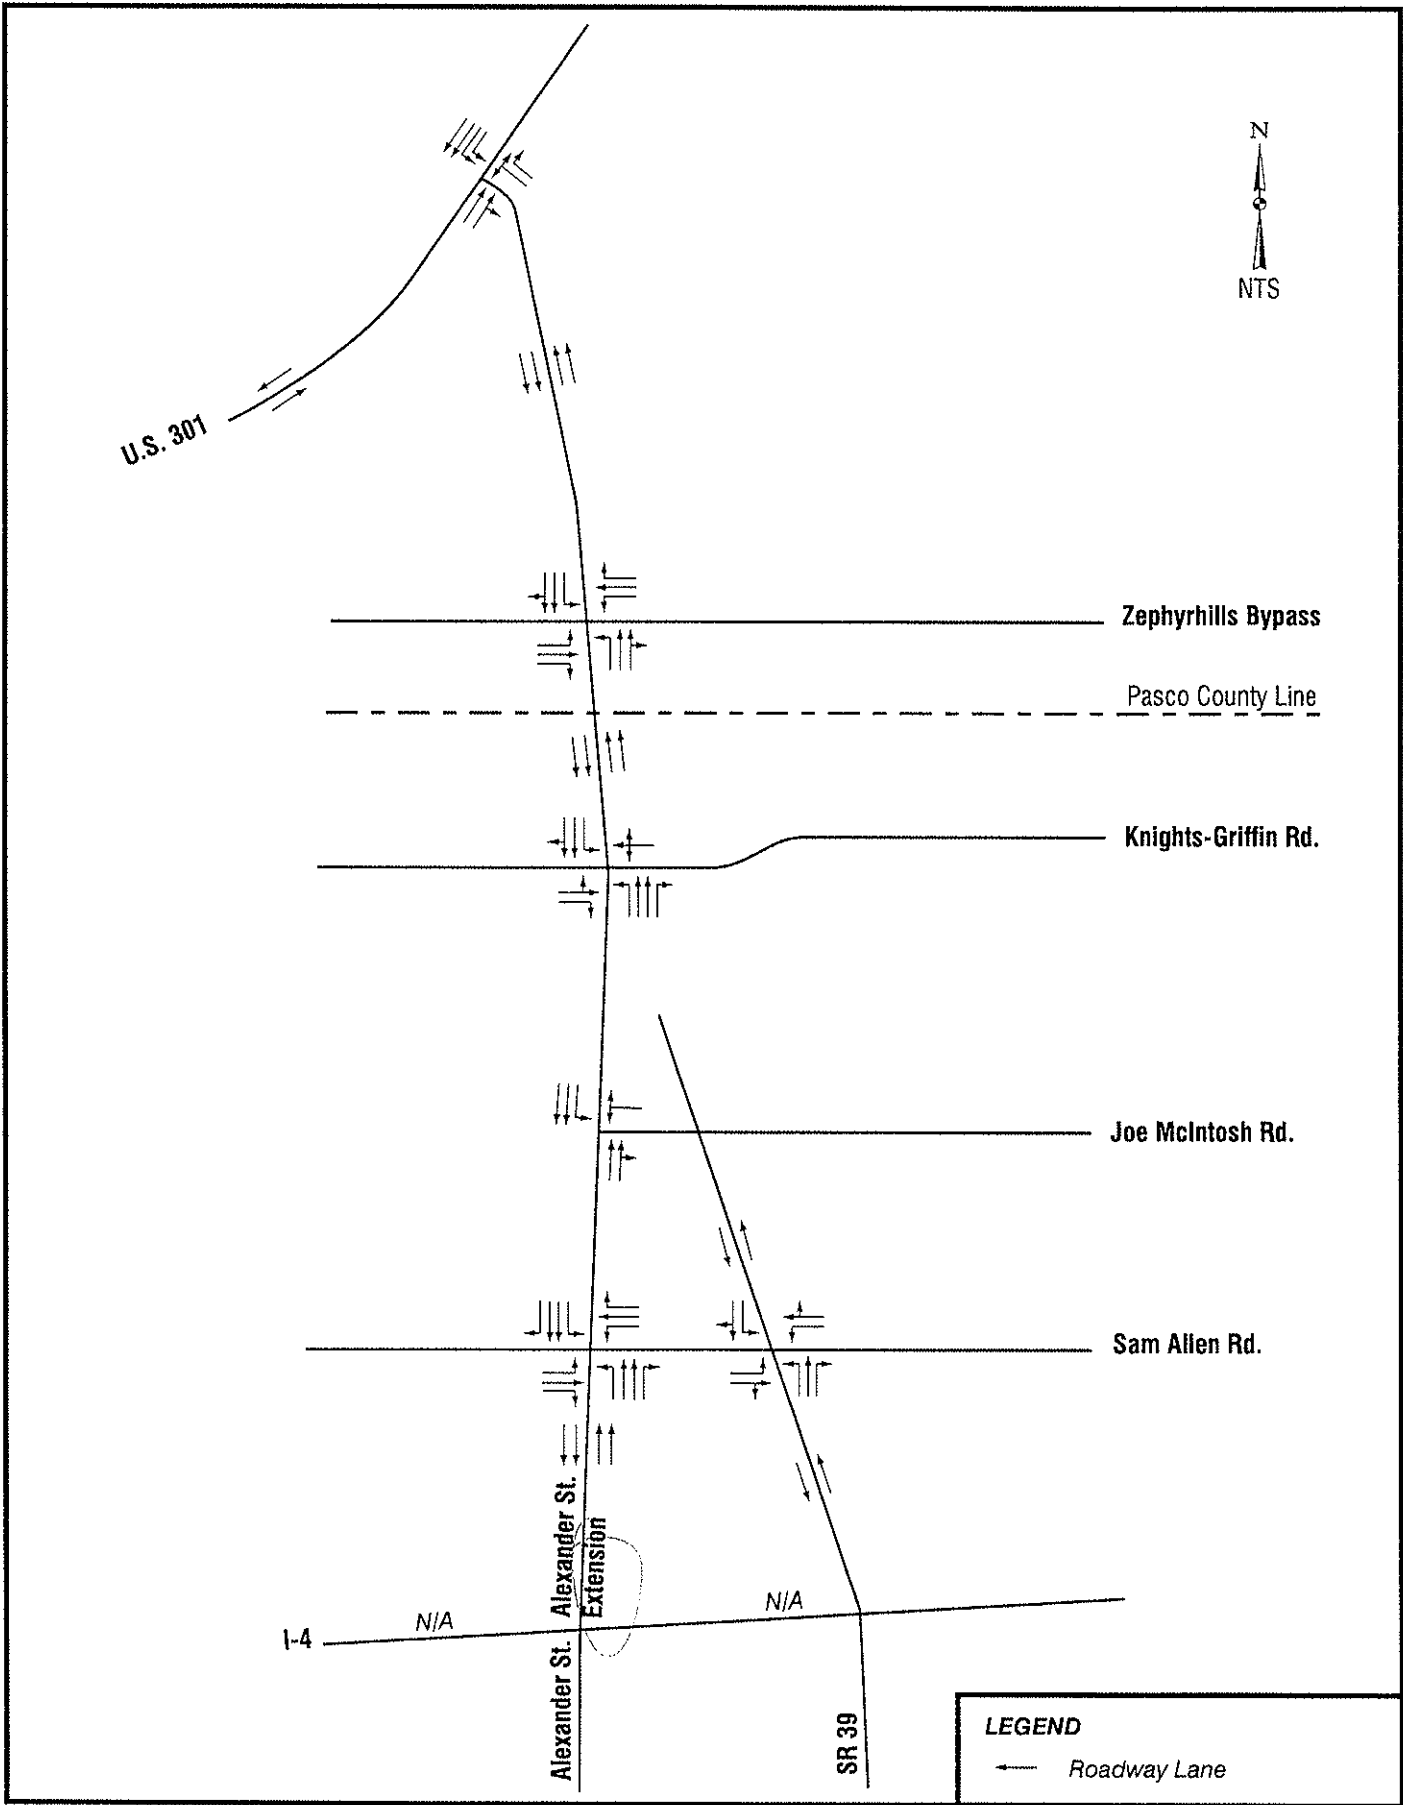 N
NTS
U.S. 301
Zephyrhills Bypass
Pasco County Line
Knights-Griffin Rd.
Joe McIntosh Rd.
Sam Allen Rd.
Alexander St.
Extension
N/A
N/A
I-4
Alexander St.
SR 39
LEGEND
Roadway Lane